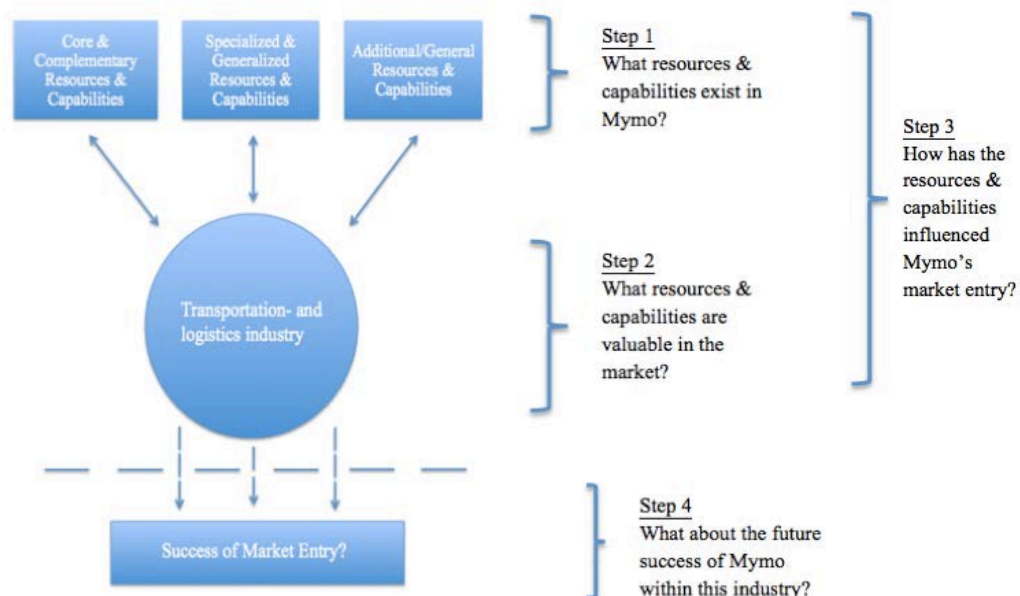 Core &
Complementary
Resources &
Capabilities
Specialized &
Generalized
Resources &
Capabilities
Additional/General
Resources &
Capabilities
Step 1
What resources &
capabilities exist in
Mymo?
Step 3
How has the
resources &
capabilities
influenced
Mymo's
market entry?
Transportation- and
logistics industry
Step 2
What resources &
capabilities are
valuable in the
market?
Success of Market Entry?
Step 4
What about the future
success of Mymo
within this industry?